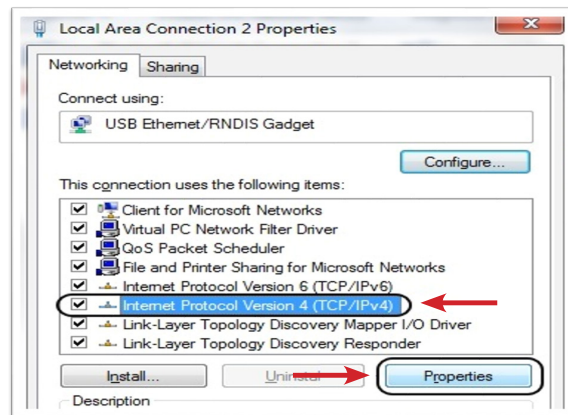 Local Area Connection 2 Properties
Networking
Sharing
Connect using:
USB Ethernet/RNDIS Gadget
Configure...
This connection uses the following items:
Client for Microsoft Networks
Virtual PC Network Filter Driver
QoS Packet Scheduler
File and Printer Sharing for Microsoft Networks
Internet Protocol Version 6 (TCP/IPv6)
Internet Protocol Version 4 (TCP/IPv4)
Link-Layer Topology Discovery Mapper I/O Driver
Link-Layer Topology Discovery Responder
Install...
Uninstall
Properties
Description